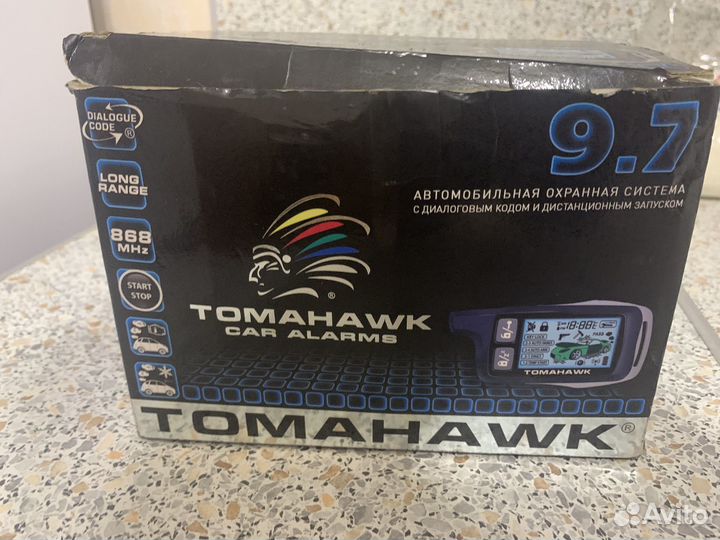 DIALOGUE
CODE ®
LONG
RANGE
868
MHz
START
STOP
9.7
АВТОМОБИЛЬНАЯ ОХРАННАЯ СИСТЕМА
С ДИАЛОГОВЫМ КОДОМ И ДИСТАНЦИОННЫМ ЗАПУСКОМ
®
TOMAHAWK
CAR ALARMS
TOMAHAWK
TOMAHAWK®
Avito